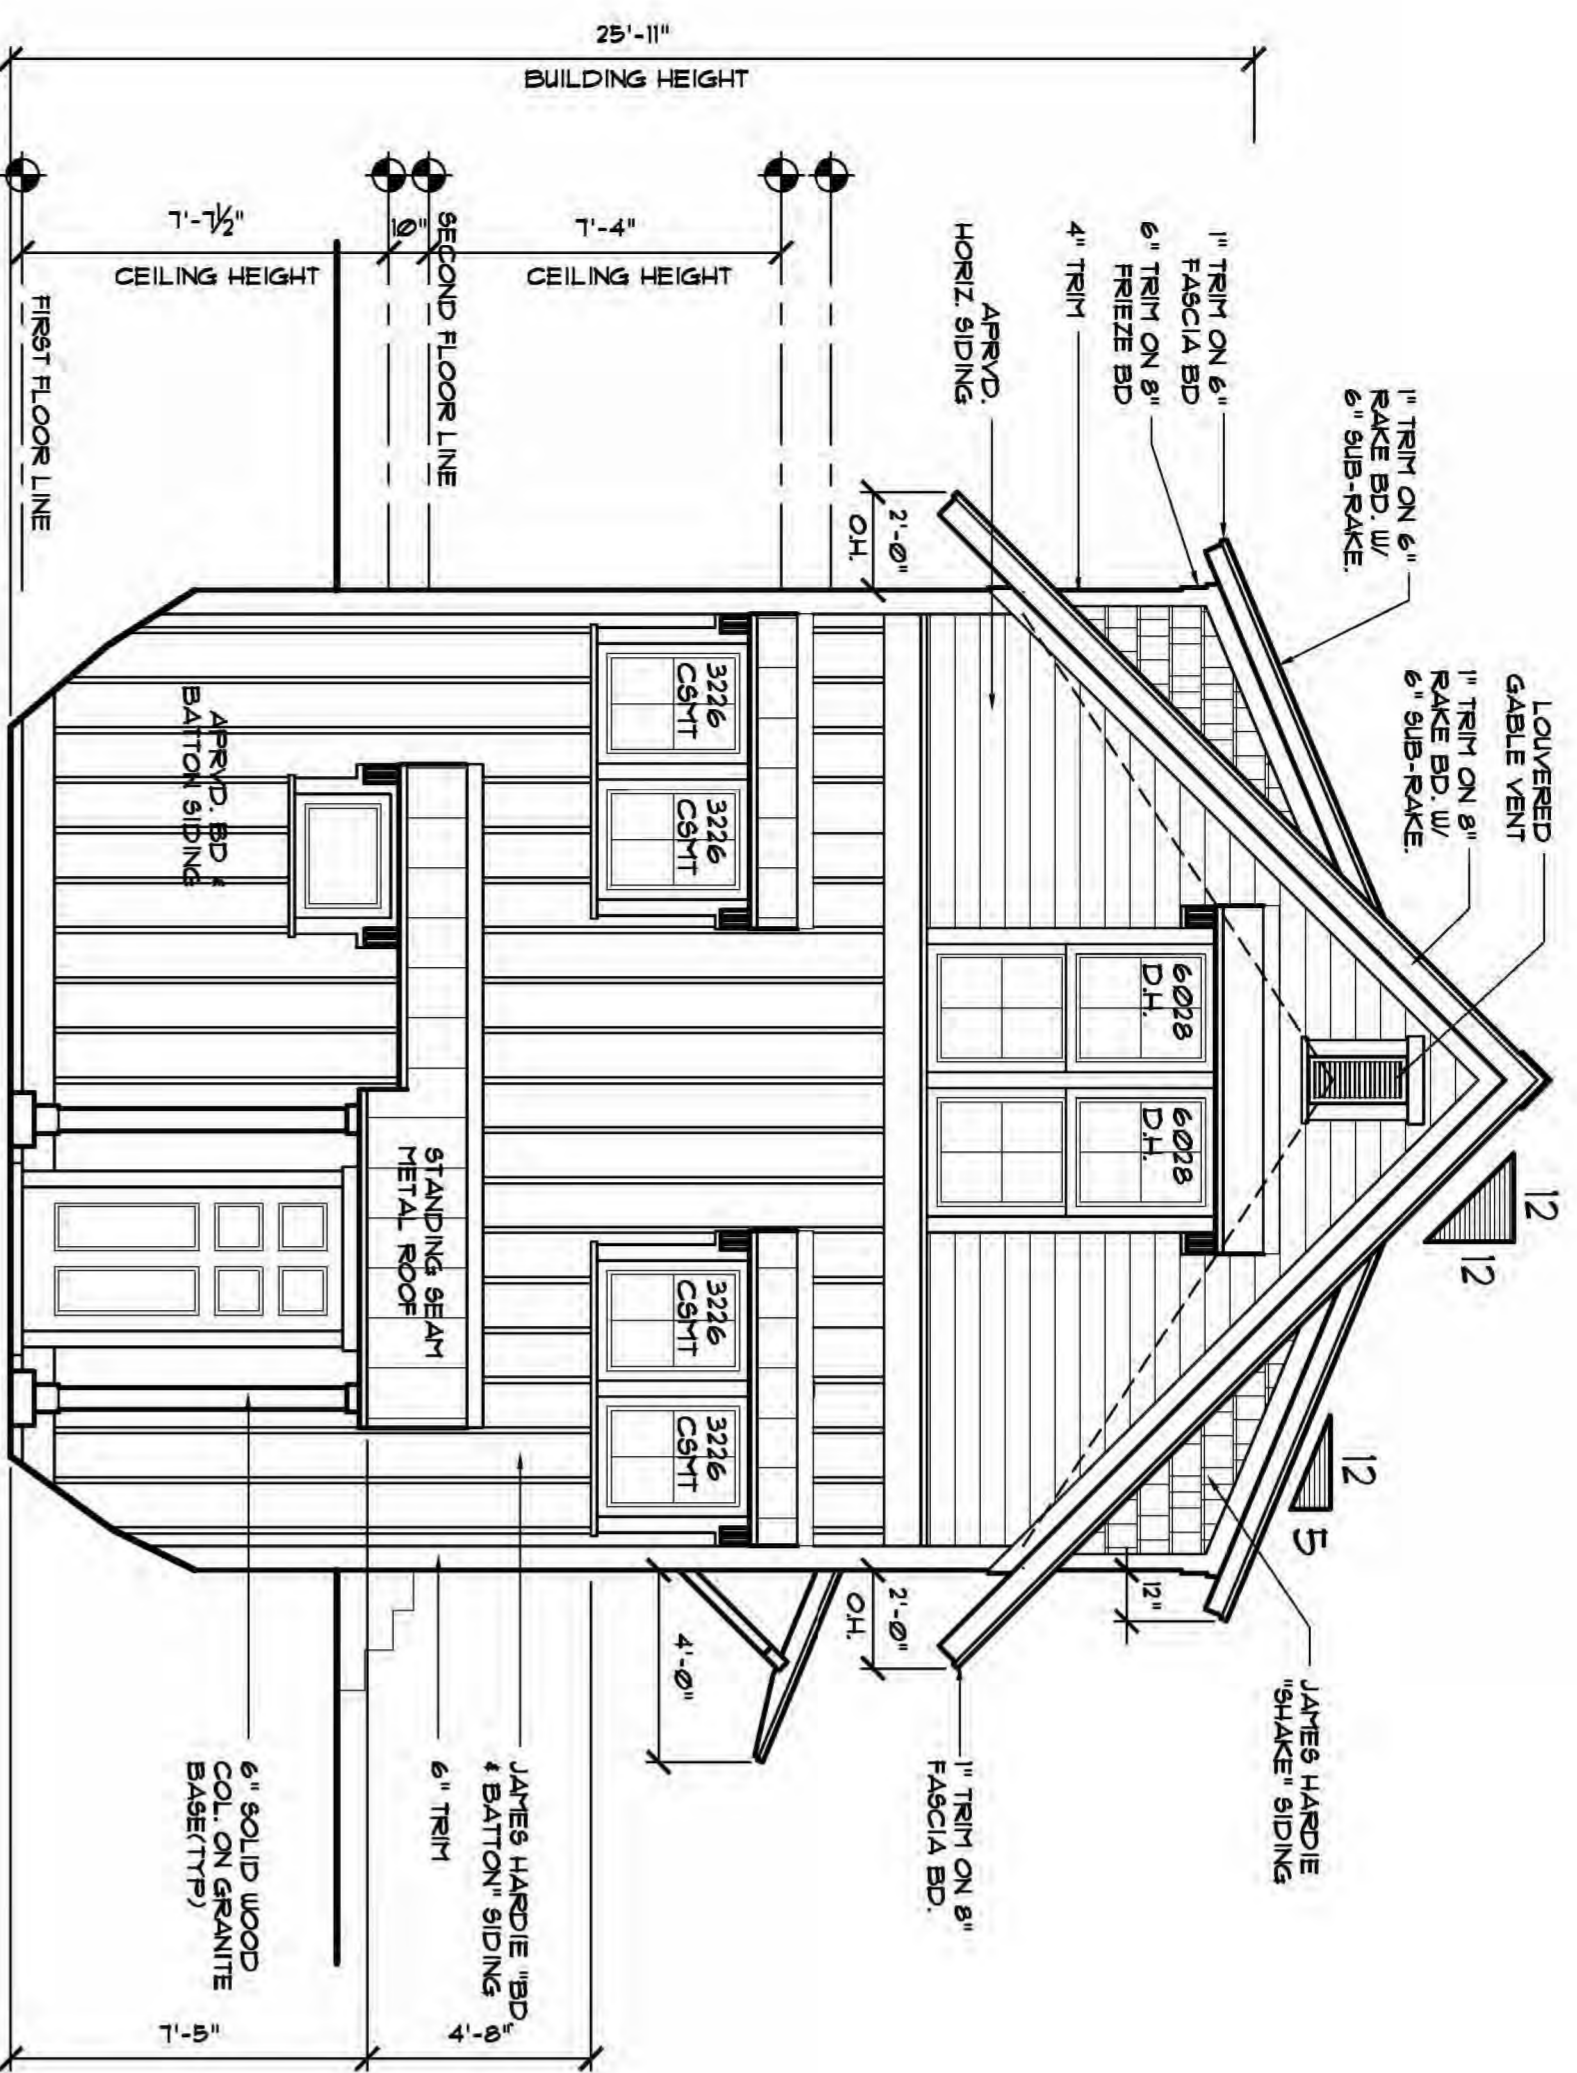 LOUVERED
GABLE VENT
1" TRIM ON 8"
RAKE BD. W/
6" SUB-RAKE.
1" TRIM ON 6"
RAKE BD. W/
6" SUB-RAKE.
1" TRIM ON 6"
FASCIA BD
6" TRIM ON 8"
FRIEZE BD
4" TRIM
APRVD.
HORIZ. SIDING
12
12
12
5
JAMES HARDIE
"SHAKE" SIDING
12"
2'-0"
O.H.
2'-0"
O.H.
1" TRIM ON 8"
FASCIA BD.
6028
D.H.
6028
D.H.
25'-11"
BUILDING HEIGHT
7'-4"
CEILING HEIGHT
SECOND FLOOR LINE
10"
7'-7½"
CEILING HEIGHT
FIRST FLOOR LINE
3226
CSMT
3226
CSMT
3226
CSMT
3226
CSMT
4'-0"
STANDING SEAM
METAL ROOF
APRVD. BD &
BATTON SIDING
JAMES HARDIE "BD.
& BATTON" SIDING
6" TRIM
6" SOLID WOOD
COL. ON GRANITE
BASE(TYP)
4'-8"
7'-5"